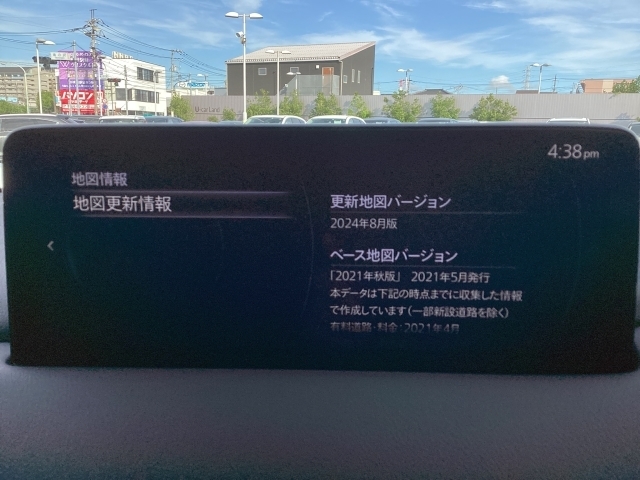 パソコン
4:38pm
地図情報
地図更新情報
更新地図バージョン
2024年8月版
ベース地図バージョン
「2021年秋版」 2021年5月発行
本データは下記の時点までに収集した情報
で作成しています(一部新設道路を除く)
有料道路・料金:2021年4月